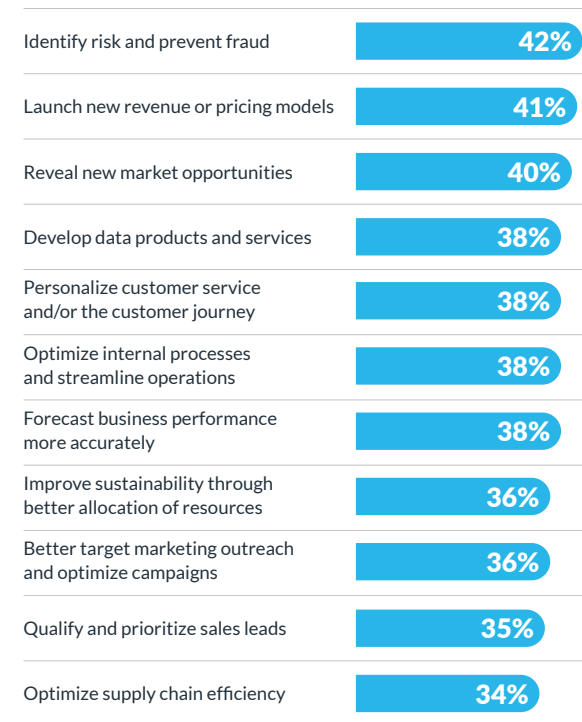 Identify risk and prevent fraud 42%
Launch new revenue or pricing models 41%
Reveal new market opportunities 40%
Develop data products and services 38%
Personalize customer service
and/or the customer journey 38%
Optimize internal processes
and streamline operations 38%
Forecast business performance
more accurately 38%
Improve sustainability through
better allocation of resources 36%
Better target marketing outreach
and optimize campaigns 36%
Qualify and prioritize sales leads 35%
Optimize supply chain efficiency 34%